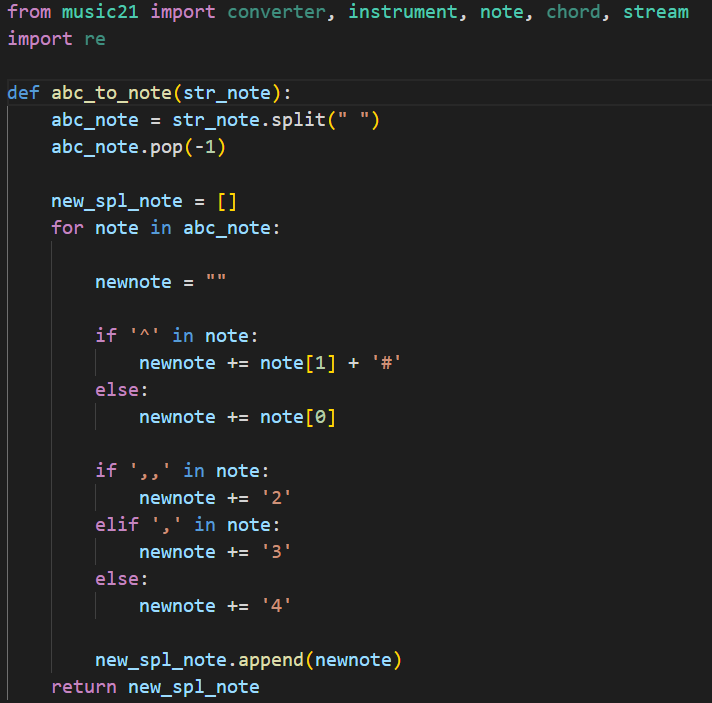 from music21 import converter, instrument, note, chord, stream
import re
def abc_to_note(str_note):
    abc_note = str_note.split(" ")
    abc_note.pop(-1)
    new_spl_note = []
    for note in abc_note:
        newnote = ""
        if '^' in note:
            newnote += note[1] + '#'
        else:
            newnote += note[0]
        if ',,' in note:
            newnote += '2'
        elif ',' in note:
            newnote += '3'
        else:
            newnote += '4'
        new_spl_note.append(newnote)
    return new_spl_note